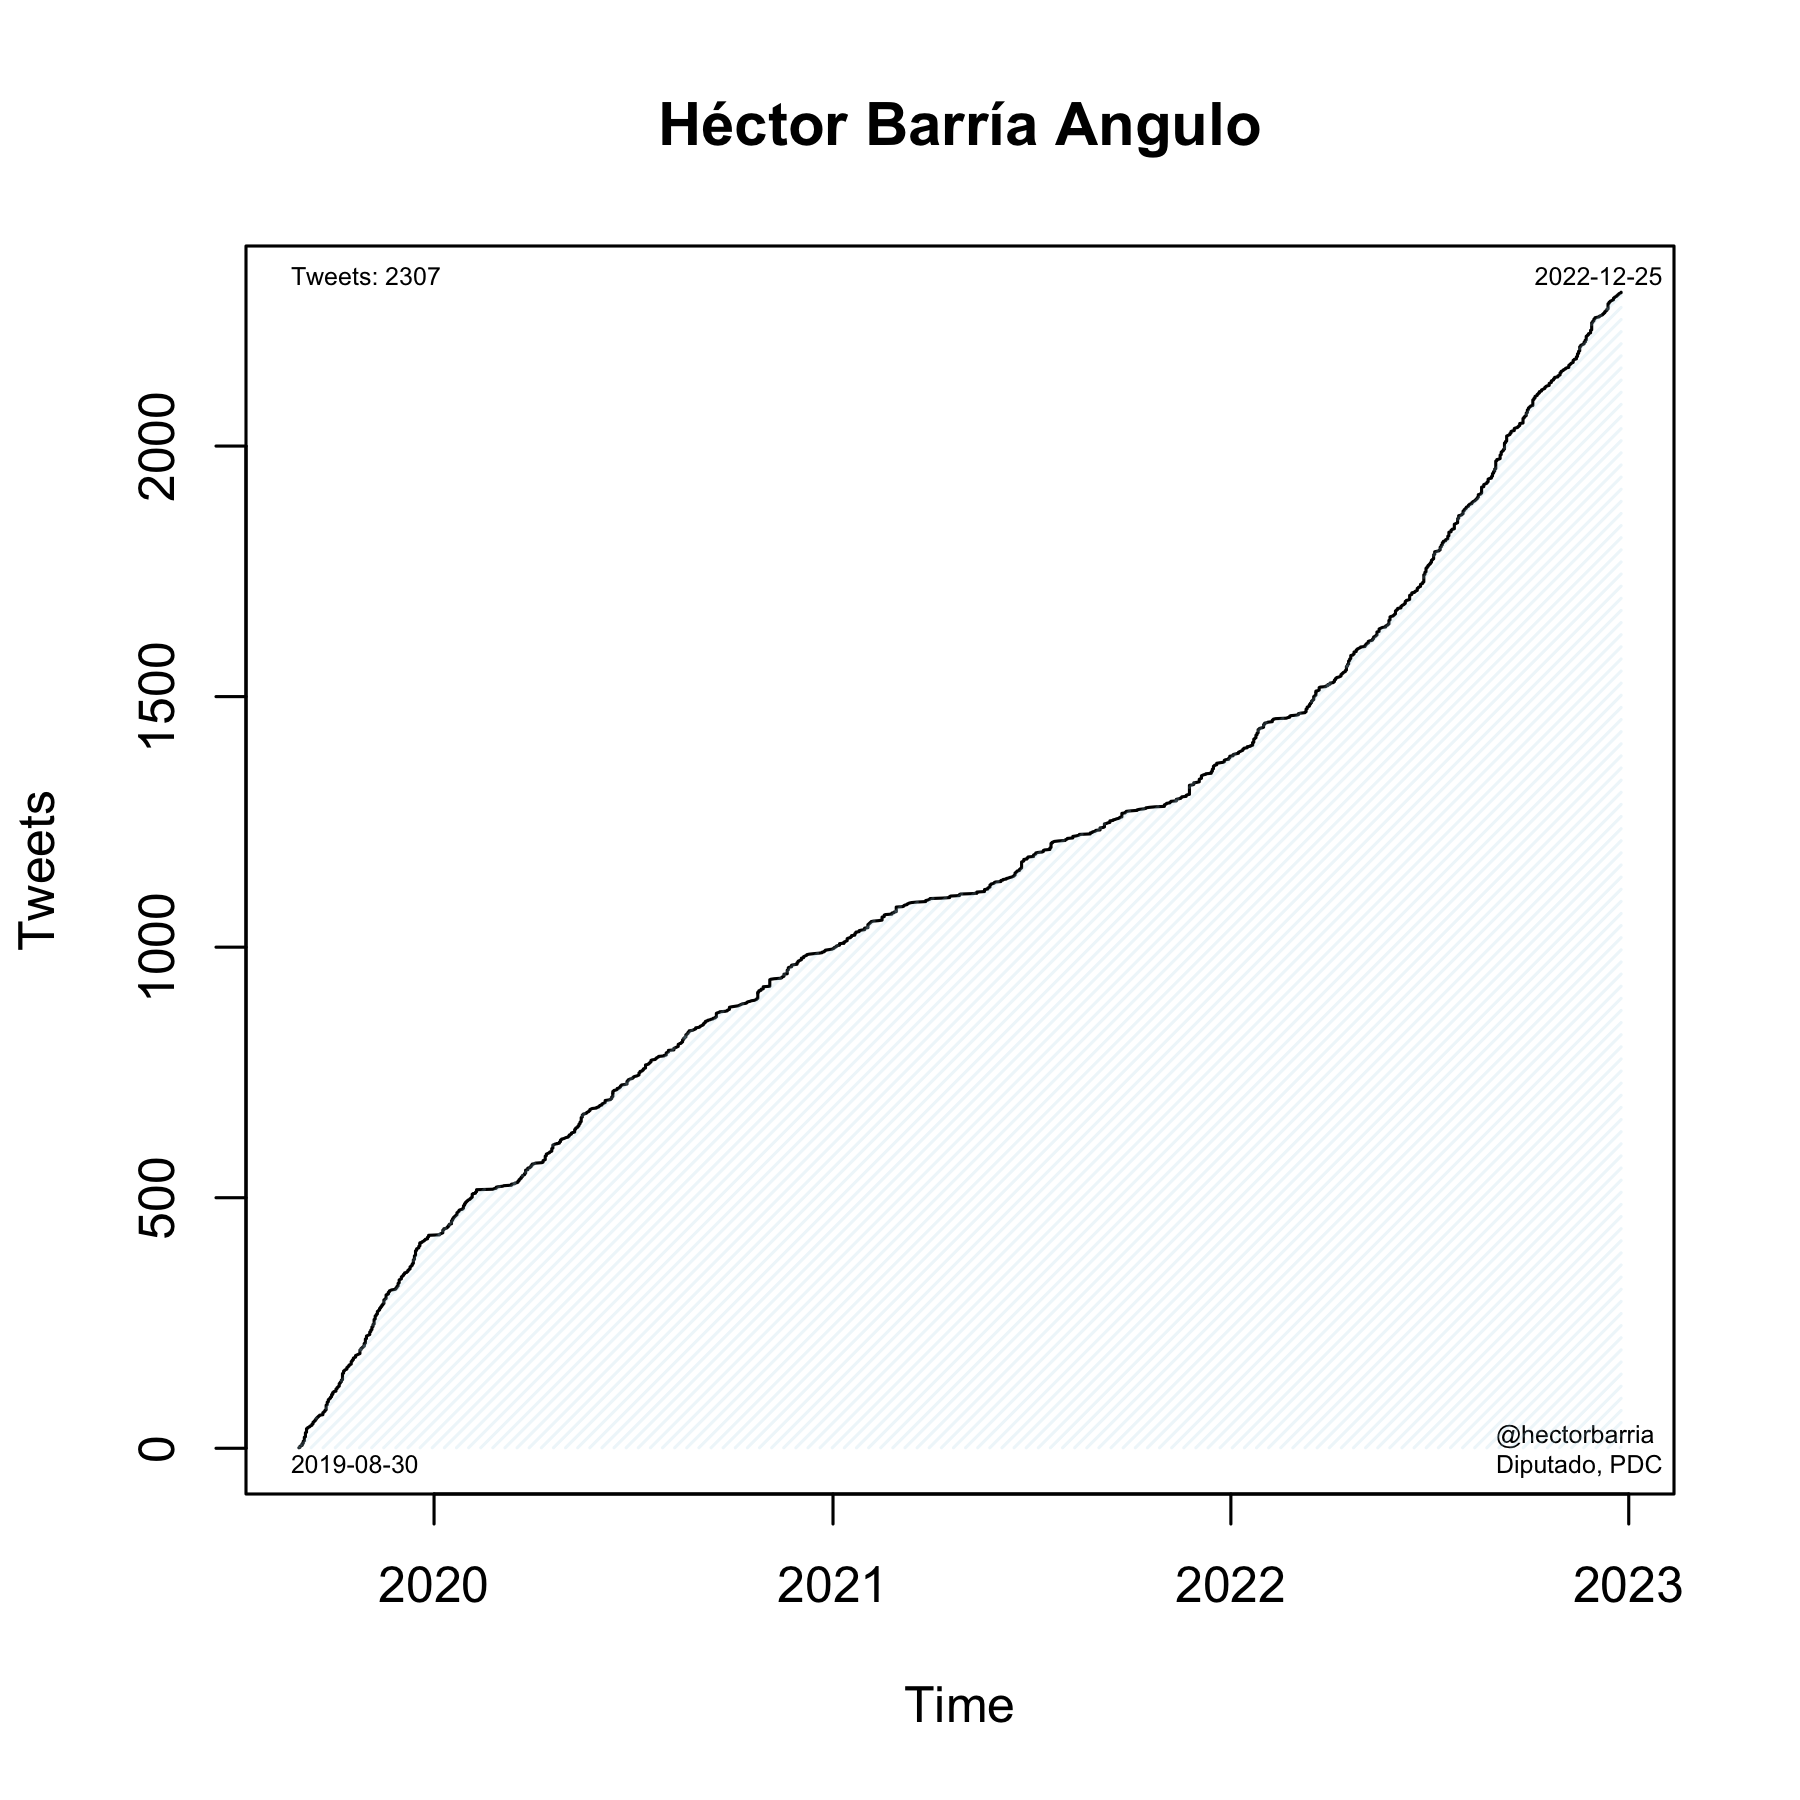 Héctor Barría Angulo
Tweets: 2307
2022-12-25
2000
1500
1000
500
0
Tweets
@hectorbarria
Diputado, PDC
2019-08-30
2020
2021
2022
2023
Time